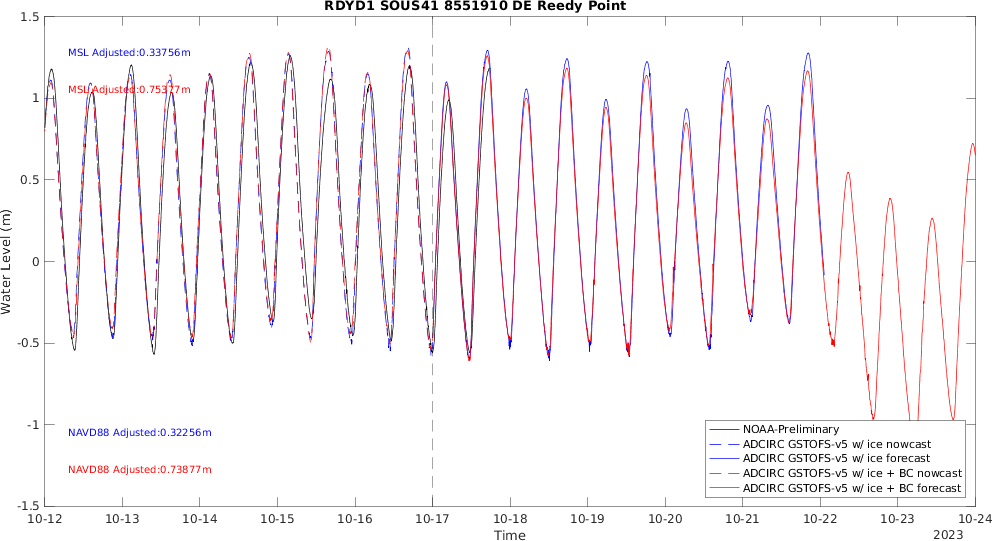 RDYD1 SOUS41 8551910 DE Reedy Point
1.5
MSL Adjusted:0.33756m
MSL Adjusted:0.75377m
1
0.5
Water Level (m)
0
-0.5
-1
NAVD88 Adjusted:0.32256m
NAVD88 Adjusted:0.73877m
NOAA-Preliminary
ADCIRC GSTOFS-v5 w/ ice nowcast
ADCIRC GSTOFS-v5 w/ ice forecast
ADCIRC GSTOFS-v5 w/ ice + BC nowcast
ADCIRC GSTOFS-v5 w/ ice + BC forecast
-1.5
10-12 10-13 10-14 10-15 10-16 10-17 10-18 10-19 10-20 10-21 10-22 10-23 10-24
Time
2023